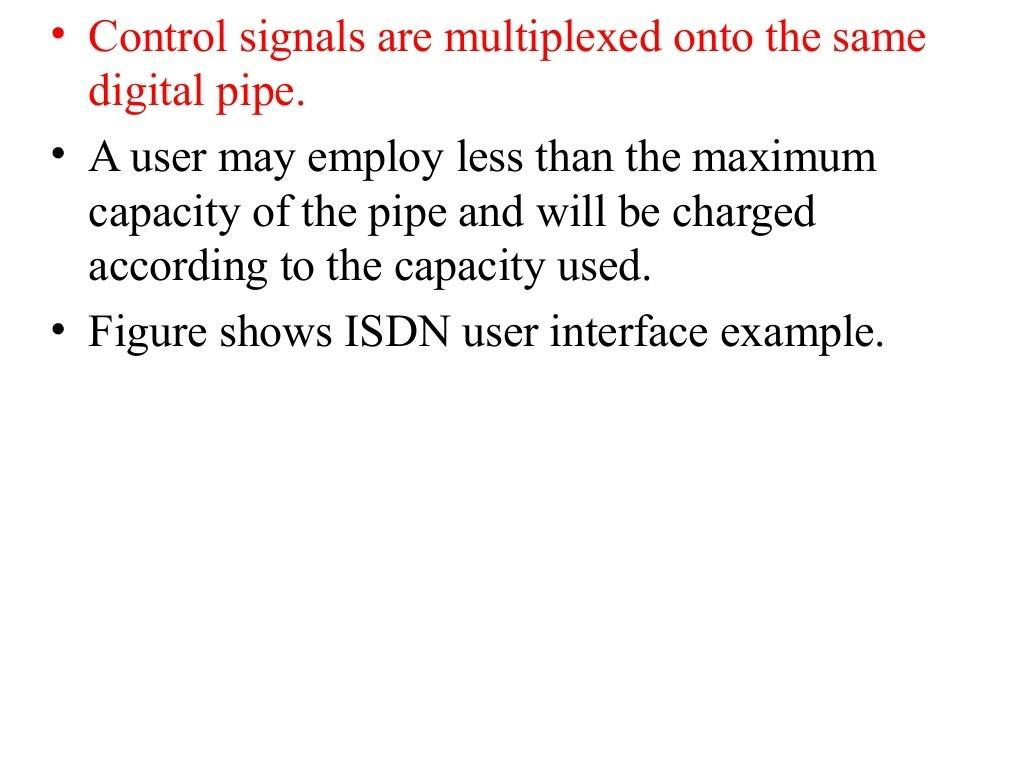 • Control signals are multiplexed onto the same
digital pipe.
• A user may employ less than the maximum
capacity of the pipe and will be charged
according to the capacity used.
• Figure shows ISDN user interface example.